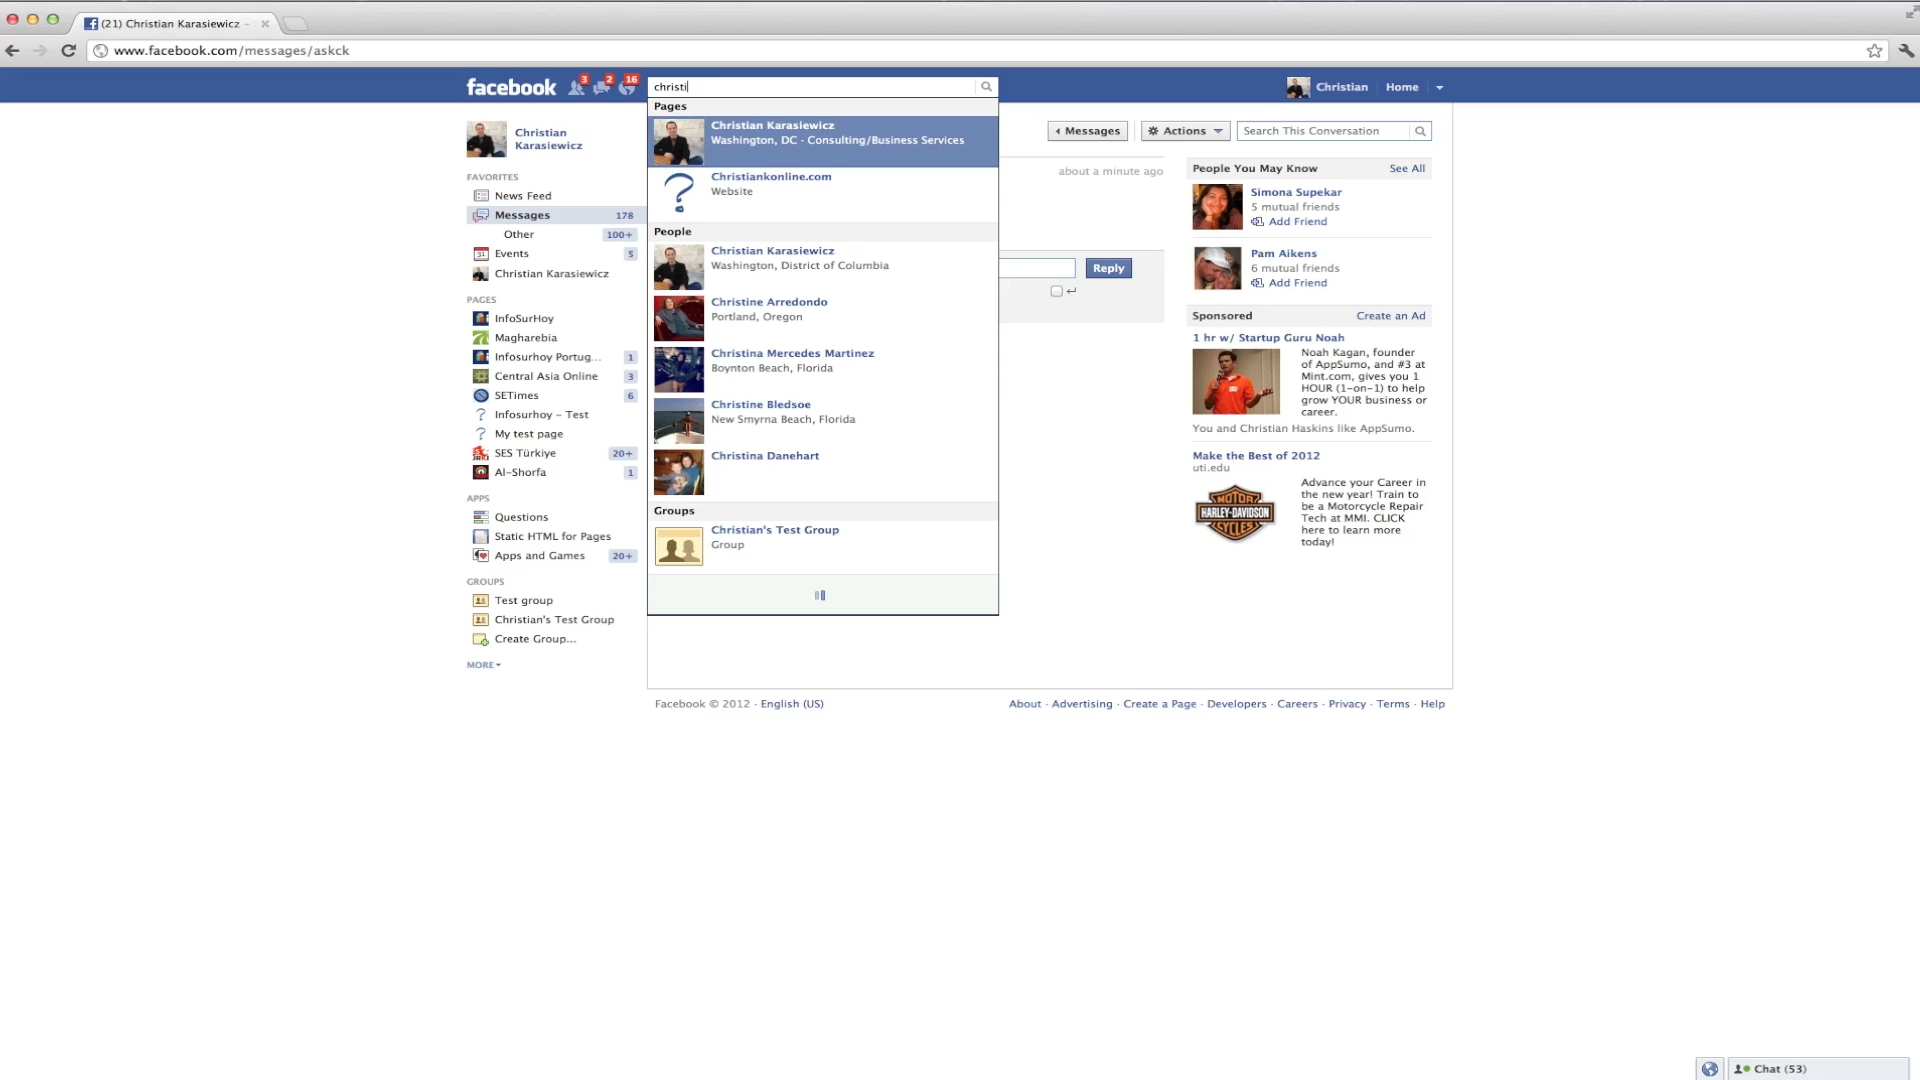 (21) Christian Karasiewicz –
www.facebook.com/messages/askck
facebook
3
2
16
christi
Christian
Home
Christian
Karasiewicz
FAVORITES
News Feed
Messages 178
Other 100+
Events 5
Christian Karasiewicz
PAGES
InfoSurHoy
Magharebia
Infosurhoy Portug... 1
Central Asia Online 3
SETimes 6
Infosurhoy – Test
My test page
SES Türkiye 20+
Al-Shorfa 1
APPS
Questions
Static HTML for Pages
Apps and Games 20+
GROUPS
Test group
Christian's Test Group
Create Group...
MORE
Pages
Christian Karasiewicz
Washington, DC · Consulting/Business Services
Christiankonline.com
Website
People
Christian Karasiewicz
Washington, District of Columbia
Christine Arredondo
Portland, Oregon
Christina Mercedes Martinez
Boynton Beach, Florida
Christine Bledsoe
New Smyrna Beach, Florida
Christina Danehart
Groups
Christian's Test Group
Group
Messages
Actions
Search This Conversation
about a minute ago
Reply
People You May Know
See All
Simona Supekar
5 mutual friends
Add Friend
Pam Aikens
6 mutual friends
Add Friend
Sponsored
Create an Ad
1 hr w/ Startup Guru Noah
Noah Kagan, founder
of AppSumo, and #3 at
Mint.com, gives you 1
HOUR (1-on-1) to help
grow YOUR business or
career.
You and Christian Haskins like AppSumo.
Make the Best of 2012
uti.edu
MOTOR
HARLEY-DAVIDSON
CYCLES
Advance your Career in
the new year! Train to
be a Motorcycle Repair
Tech at MMI. CLICK
here to learn more
today!
Facebook © 2012 · English (US)
About · Advertising · Create a Page · Developers · Careers · Privacy · Terms · Help
Chat (53)